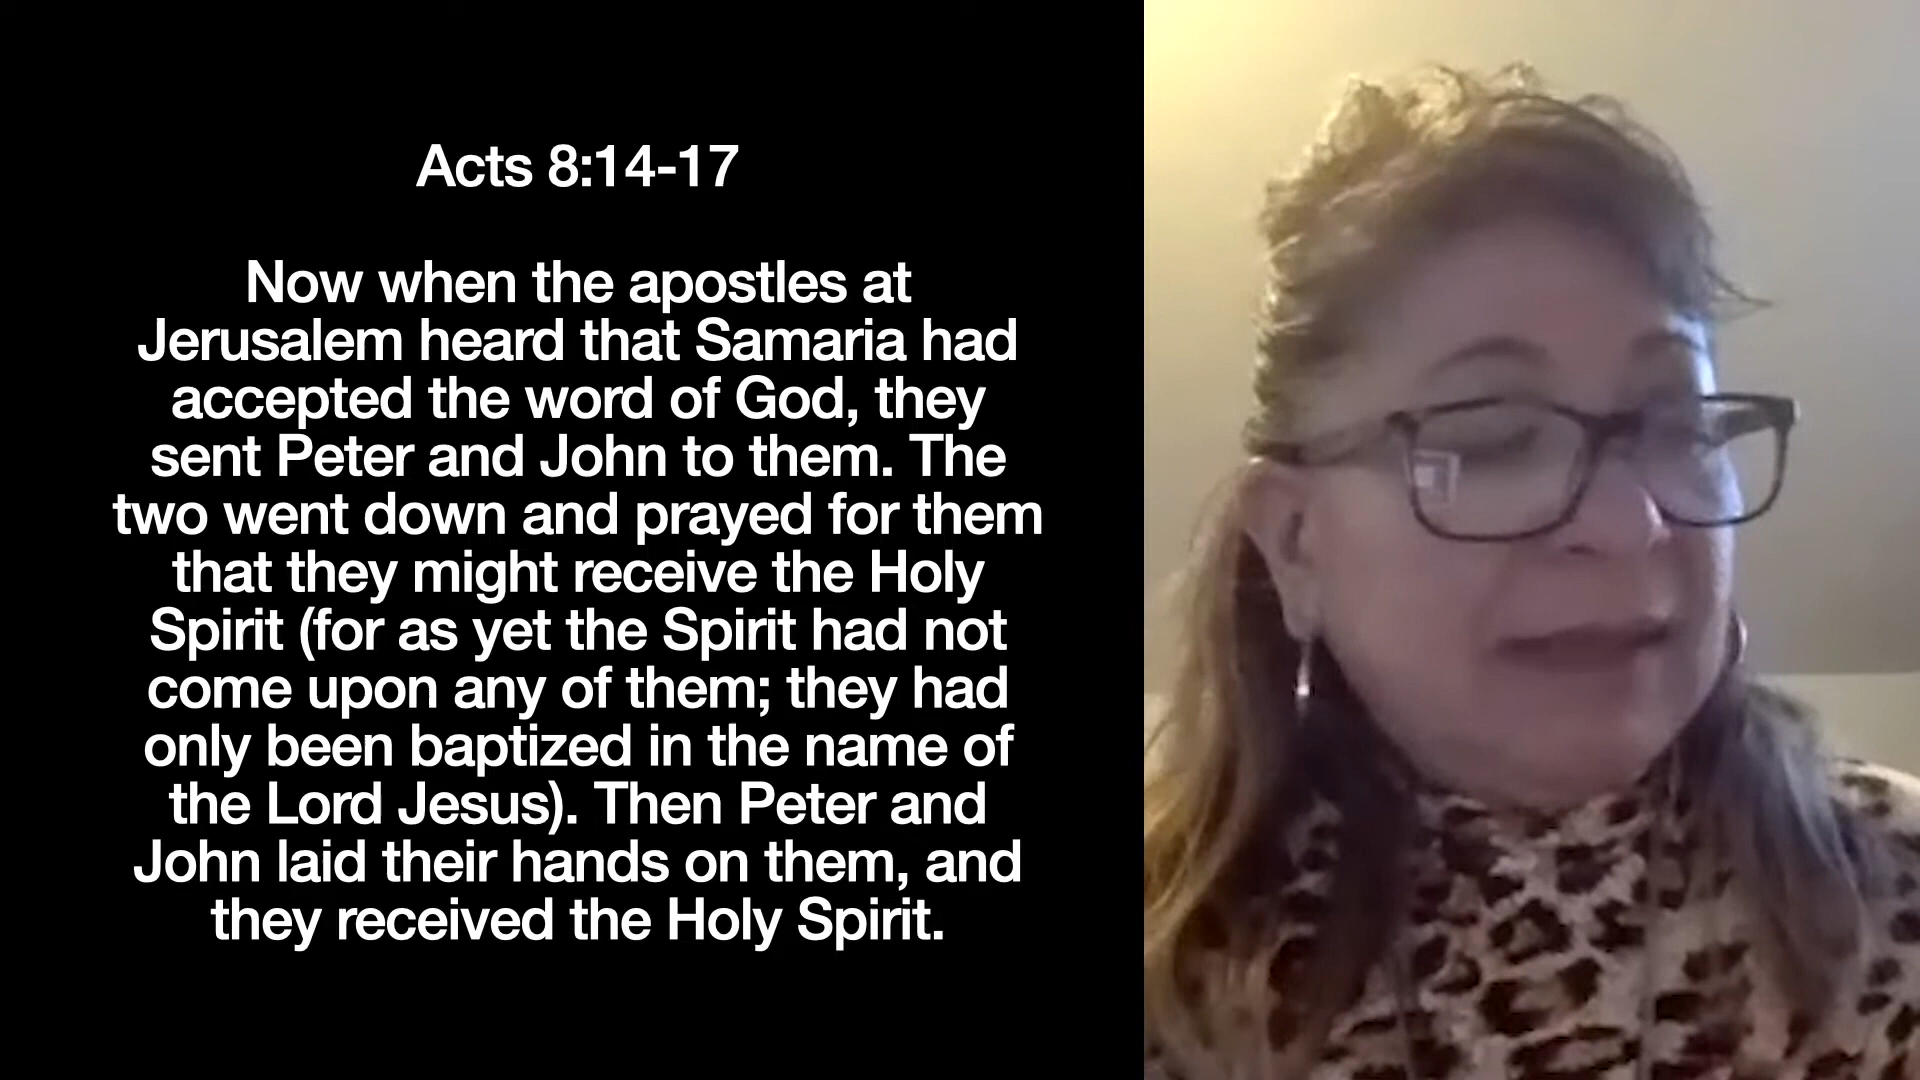 Acts 8:14-17
Now when the apostles at
Jerusalem heard that Samaria had
accepted the word of God, they
sent Peter and John to them. The
two went down and prayed for them
that they might receive the Holy
Spirit (for as yet the Spirit had not
come upon any of them; they had
only been baptized in the name of
the Lord Jesus). Then Peter and
John laid their hands on them, and
they received the Holy Spirit.